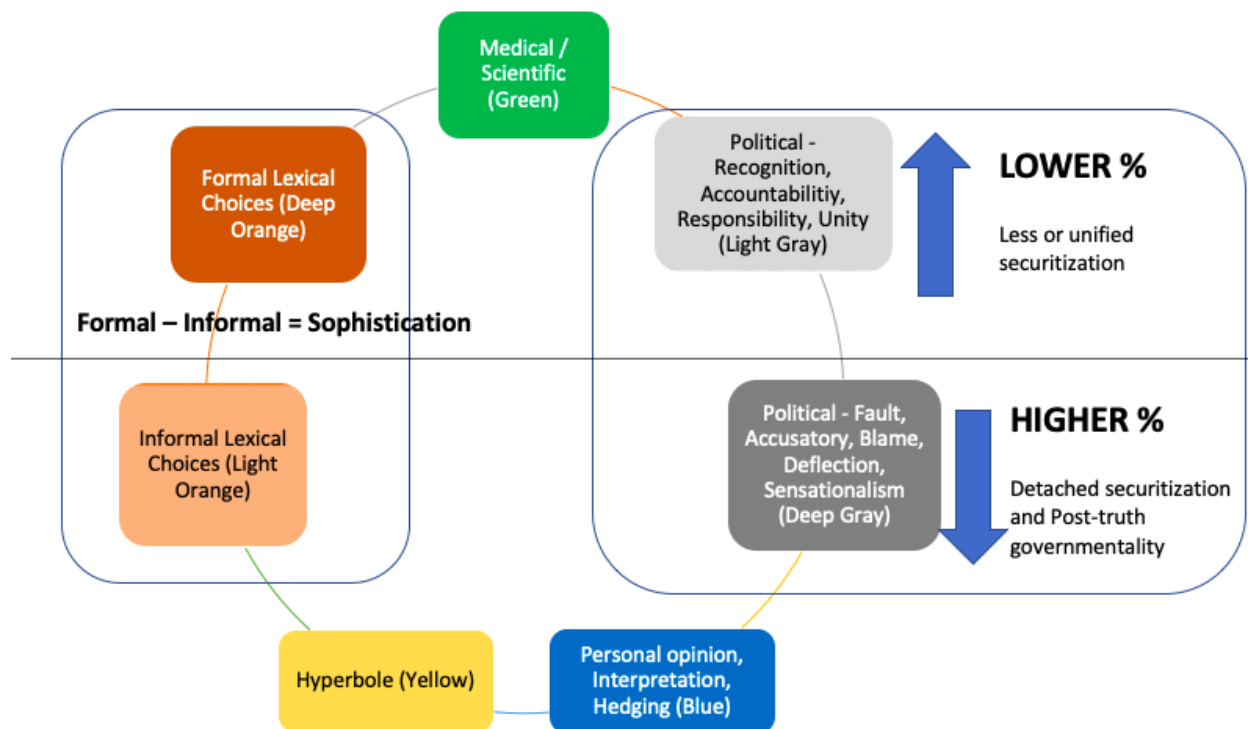 Medical /
Scientific
(Green)
Formal Lexical
Choices (Deep
Orange)
Political -
Recognition,
Accountabilitiy,
Responsibility, Unity
(Light Gray)
LOWER %
Less or unified
securitization
Formal – Informal = Sophistication
Informal Lexical
Choices (Light
Orange)
Political - Fault,
Accusatory, Blame,
Deflection,
Sensationalism
(Deep Gray)
HIGHER %
Detached securitization
and Post-truth
governmentality
Hyperbole (Yellow)
Personal opinion,
Interpretation,
Hedging (Blue)